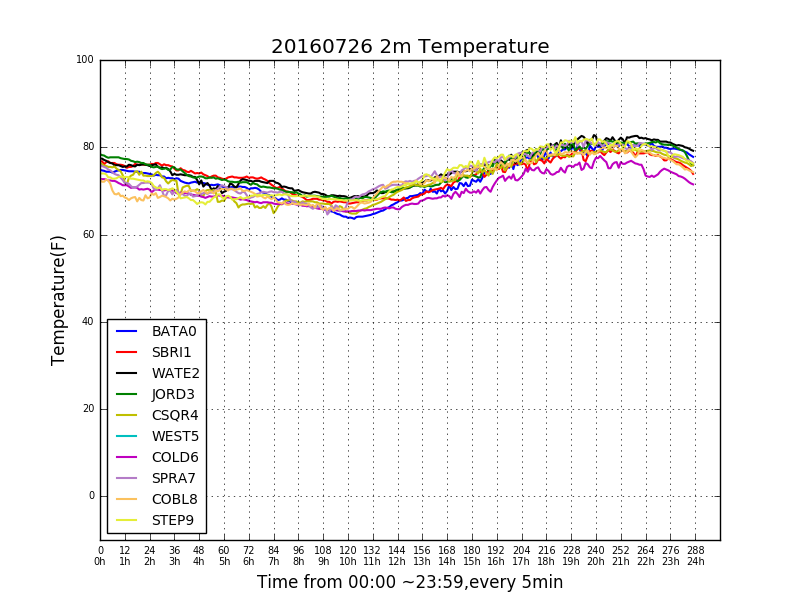 20160726 2m Temperature
Temperature(F)
100
80
60
40
20
0
BATA0
SBRI1
WATE2
JORD3
CSQR4
WEST5
COLD6
SPRA7
COBL8
STEP9
0 12 24 36 48 60 72 84 96 108 120 132 144 156 168 180 192 204 216 228 240 252 264 276 288
0h 1h 2h 3h 4h 5h 6h 7h 8h 9h 10h 11h 12h 13h 14h 15h 16h 17h 18h 19h 20h 21h 22h 23h 24h
Time from 00:00 ~23:59,every 5min